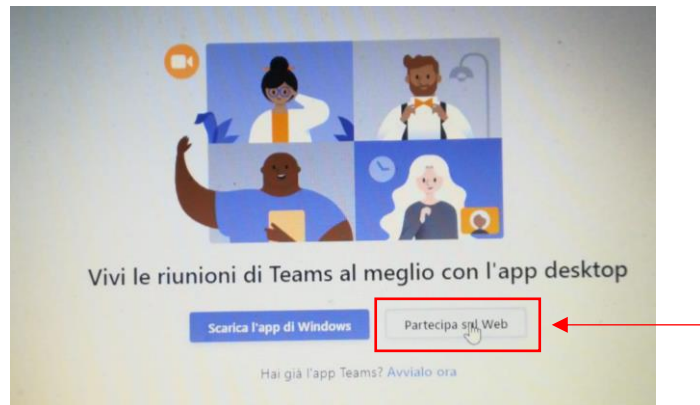 Vivi le riunioni di Teams al meglio con l'app desktop
Scarica l'app di Windows
Partecipa sul Web
Hai già l'app Teams? Avvialo ora